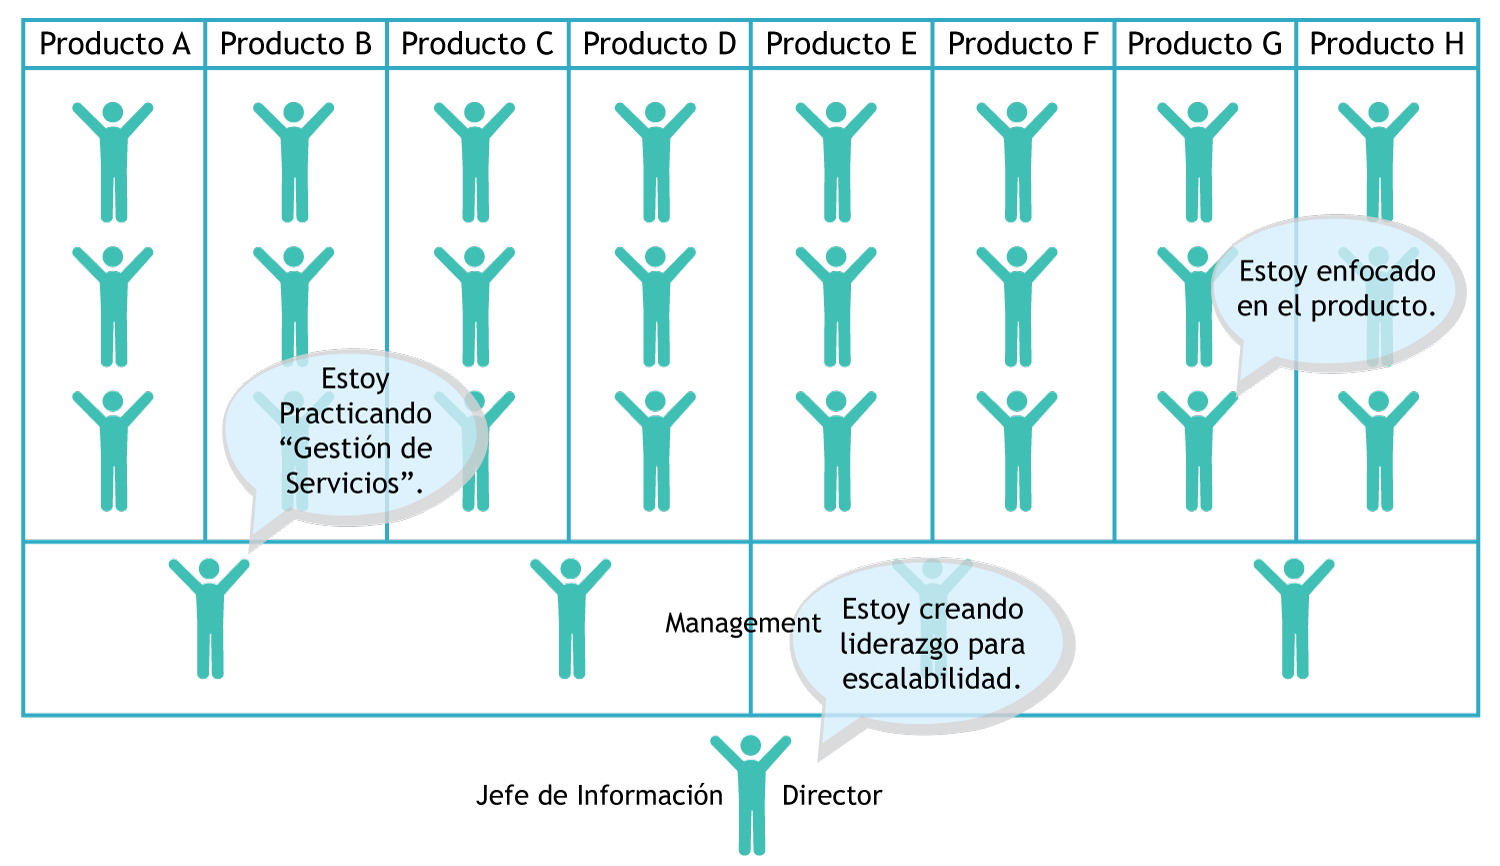 Producto A
Producto B
Producto C
Producto D
Producto E
Producto F
Producto G
Producto H
Estoy enfocado
en el producto.
Estoy
Practicando
“Gestión de
Servicios”.
Management
Estoy creando
liderazgo para
escalabilidad.
Jefe de Información
Director